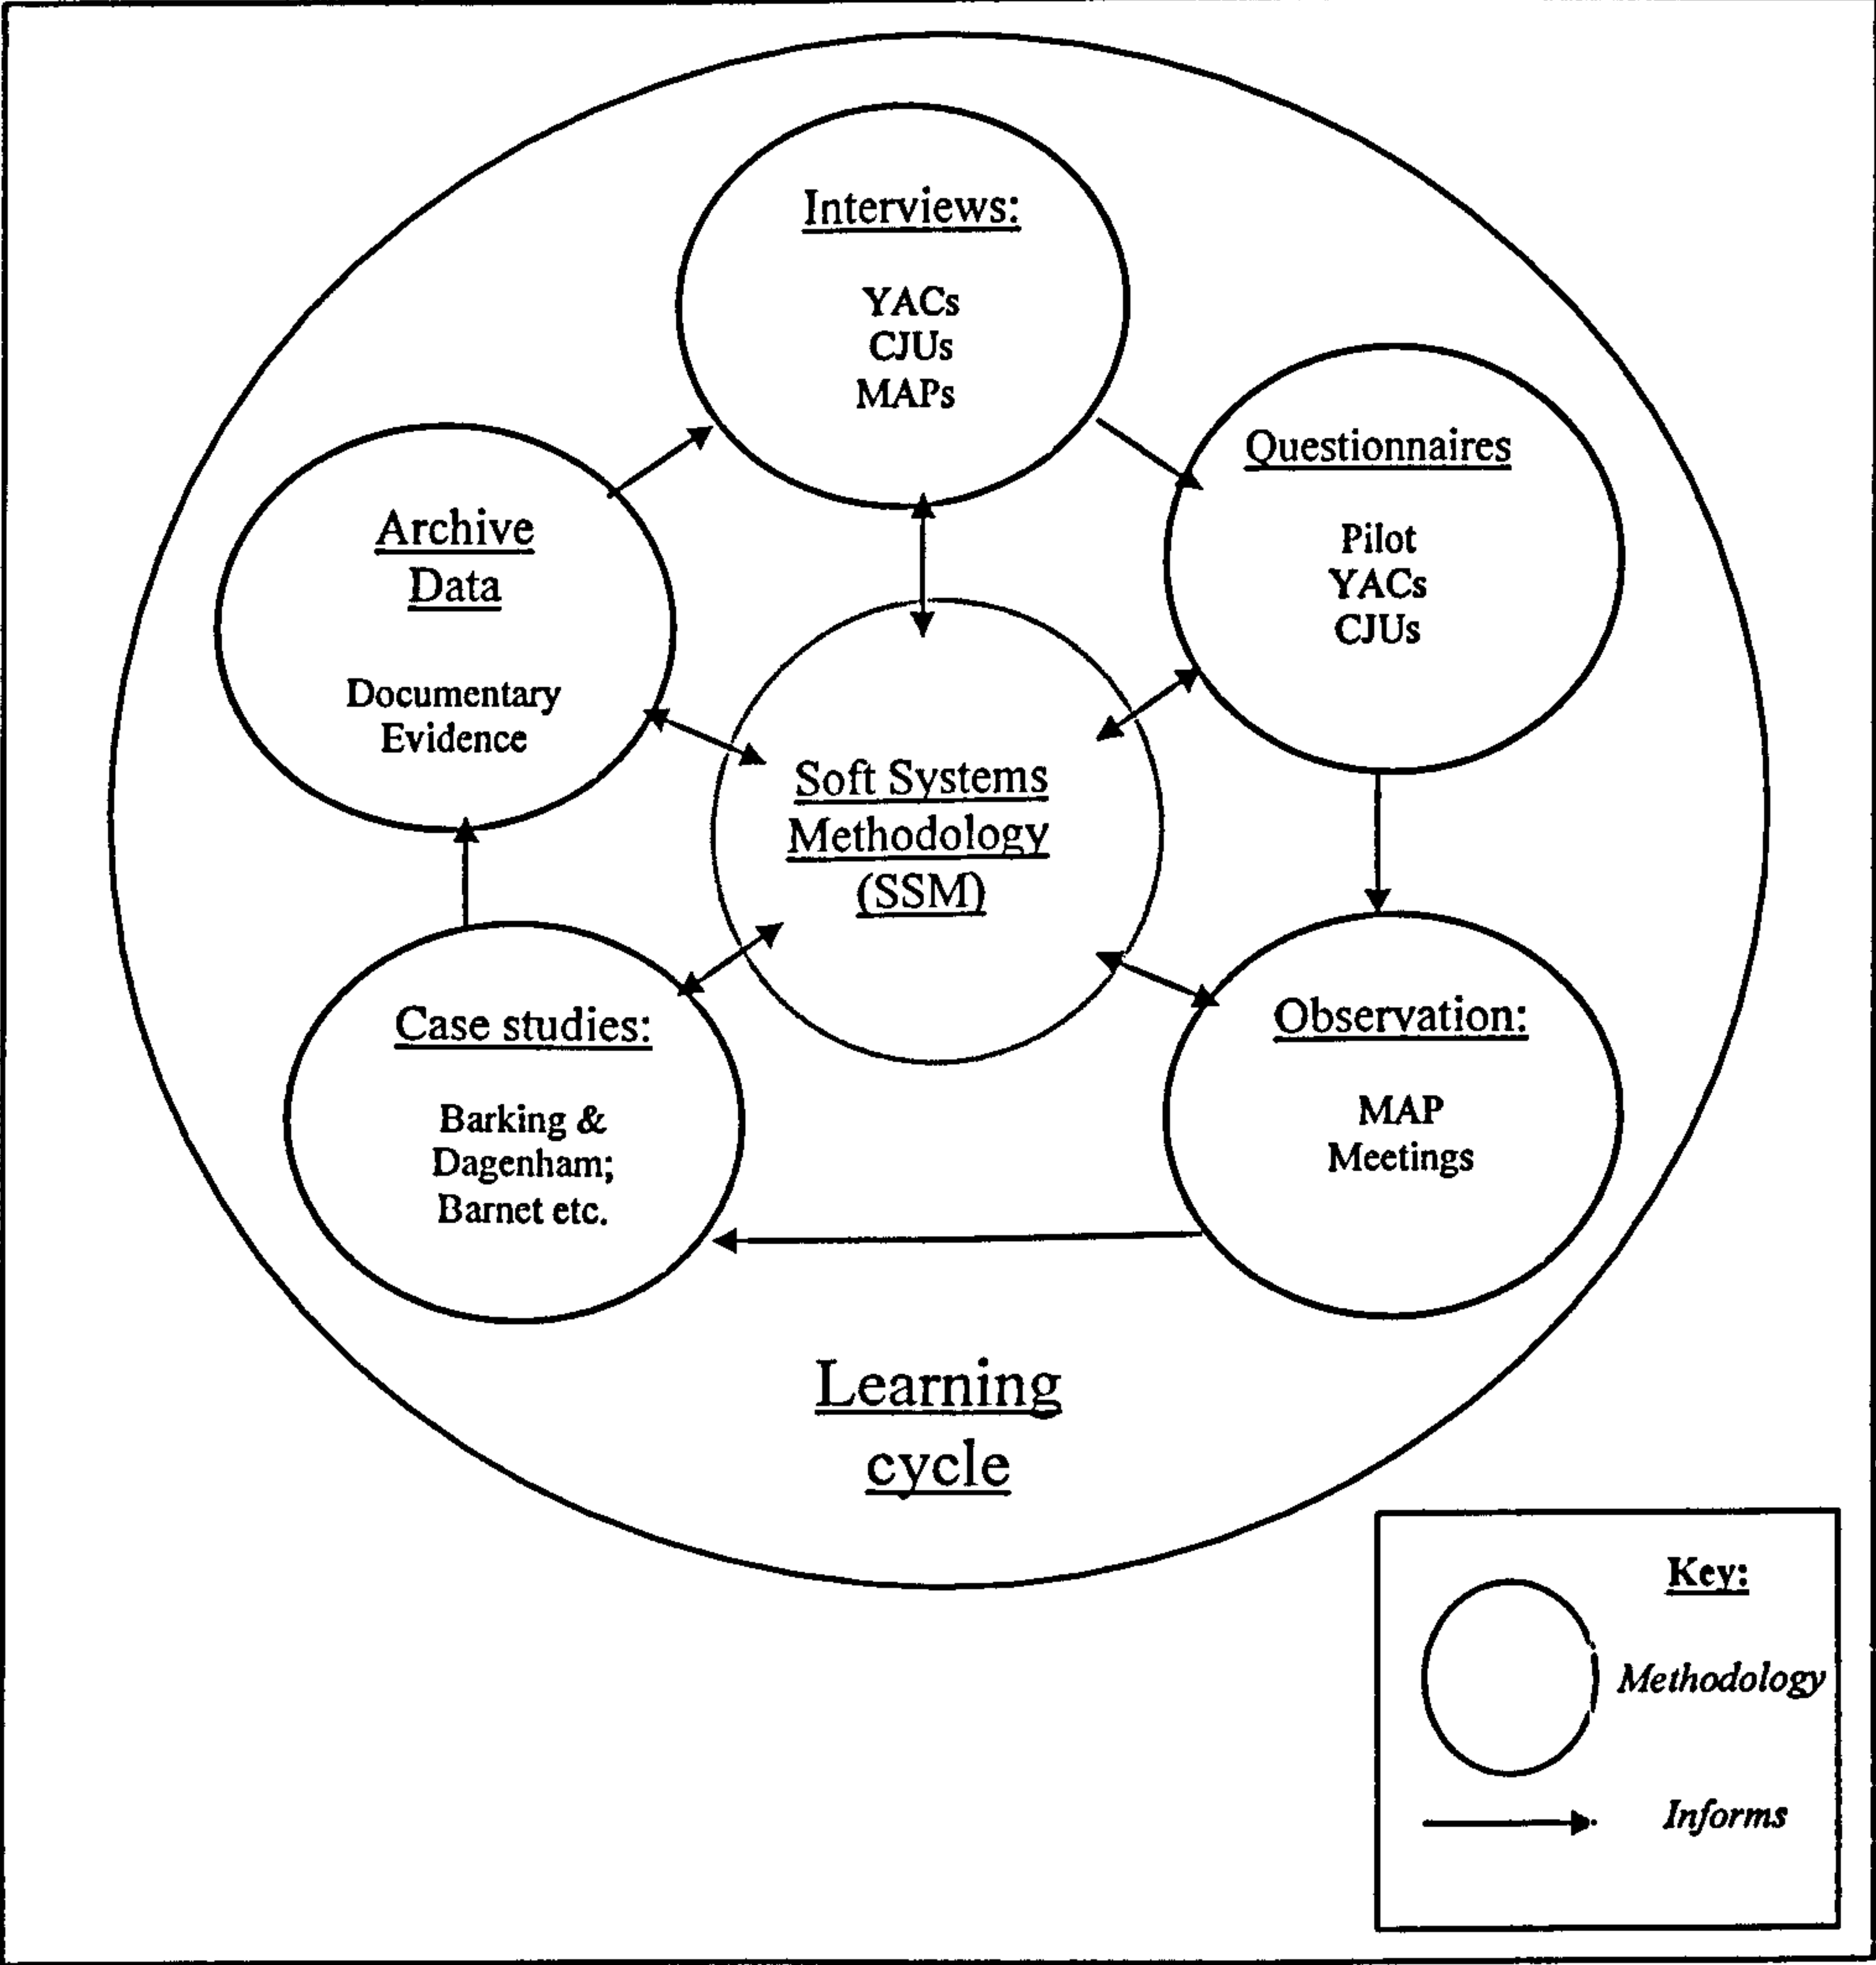 Interviews:
YACs
CJUs
MAPs
Questionnaires
Pilot
YACs
CJUs
Archive
Data
Documentary
Evidence
Soft Systems
Methodology
(SSM)
Case studies:
Barking &
Dagenham;
Barnet etc.
Observation:
MAP
Meetings
Learning
cycle
Key:
Methodology
Informs